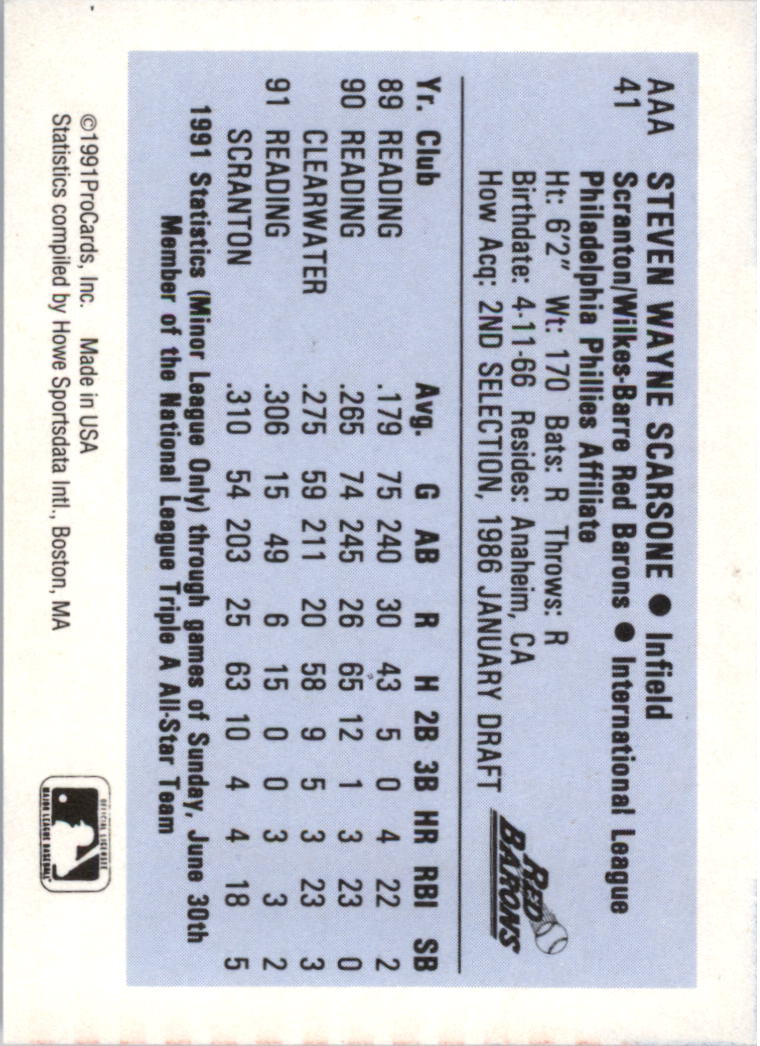 AAA STEVEN WAYNE SCARSONE ● Infield
41 Scranton/Wilkes-Barre Red Barons ● International League
Philadelphia Phillies Affiliate
Ht: 6'2" Wt: 170 Bats: R Throws: R
Birthdate: 4-11-66 Resides: Anaheim, CA
How Acq: 2ND SELECTION, 1986 JANUARY DRAFT
RED
BARONS
Yr. Club Avg. G AB R H 2B 3B HR RBI SB
89 READING .179 75 240 30 43 5 0 4 22 2
90 READING .265 74 245 26 65 12 1 3 23 0
CLEARWATER .275 59 211 20 58 9 5 3 23 3
91 READING .306 15 49 6 15 0 0 3 3 2
SCRANTON .310 54 203 25 63 10 4 4 18 5
1991 Statistics (Minor League Only) through games of Sunday, June 30th
Member of the National League Triple A All-Star Team
©1991ProCards, Inc. Made in USA
Statistics compiled by Howe Sportsdata Intl., Boston, MA
OFFICIAL LICENSEE
MAJOR LEAGUE BASEBALL